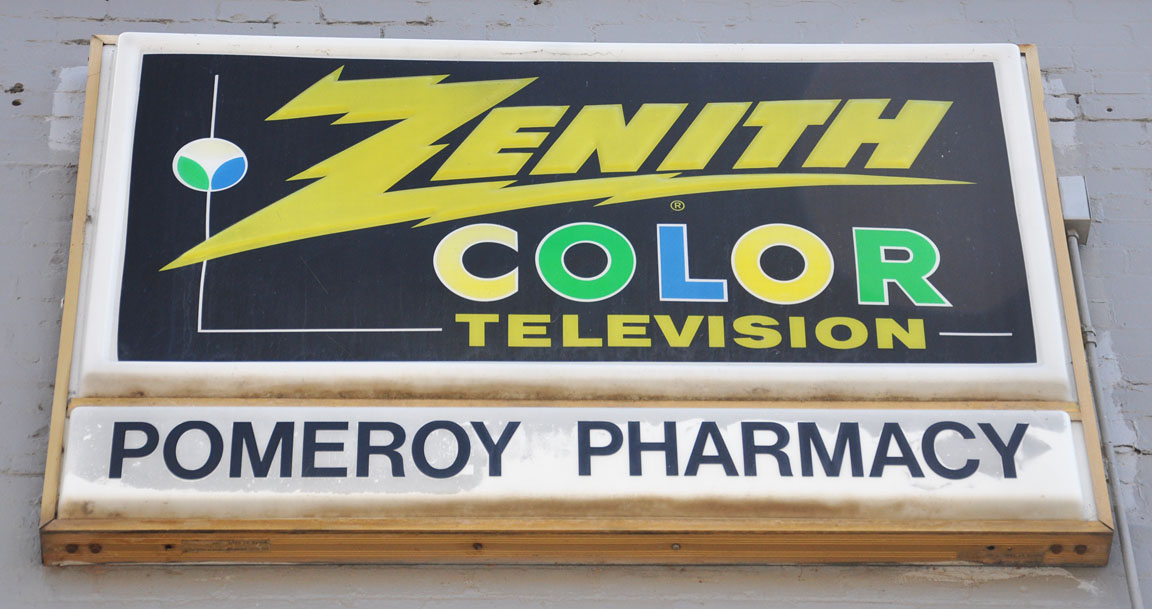 ZENITH
®
COLOR
TELEVISION
POMEROY PHARMACY